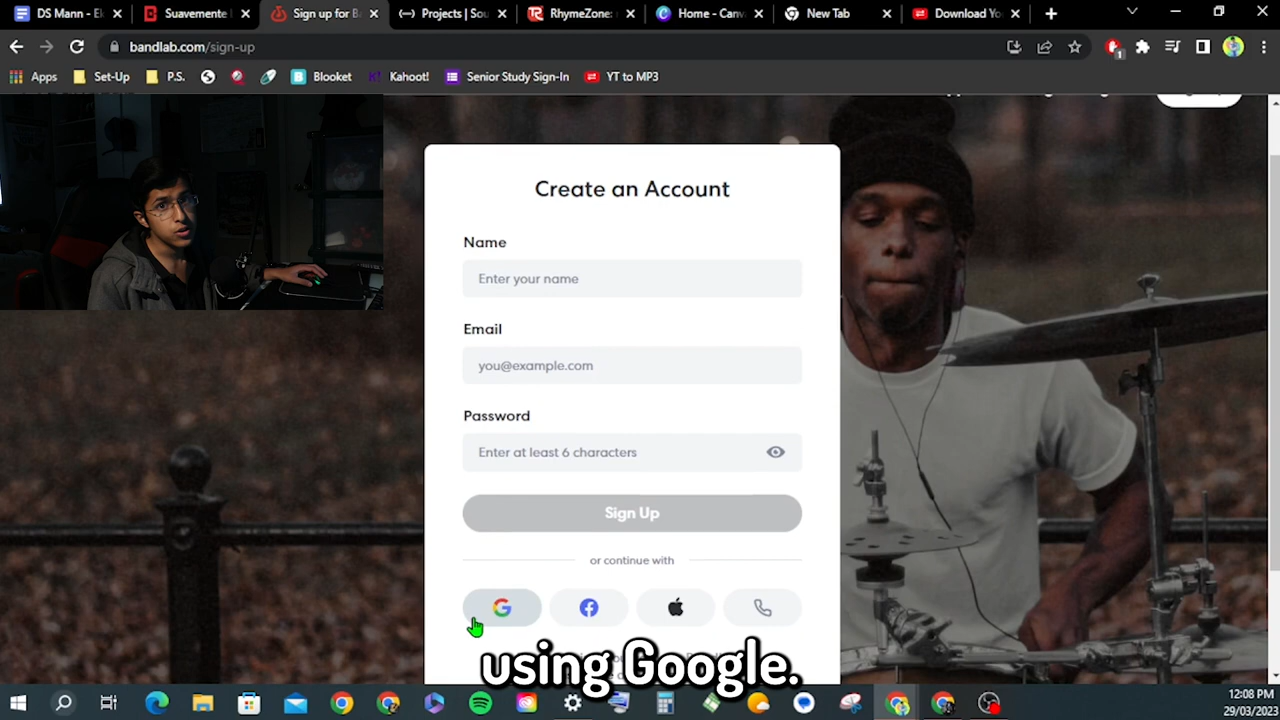 DS Mann - Ek
Suavemente L
Sign up for B
Projects | Sou
RhymeZone:
Home - Canv
New Tab
Download Yo
bandlab.com/sign-up
1
Apps
Set-Up
P.S.
Blooket
Kahoot!
Senior Study Sign-In
YT to MP3
Create an Account
Name
Enter your name
Email
you@example.com
Password
Enter at least 6 characters
Sign Up
or continue with
using Google.
12:08 PM
29/03/2023